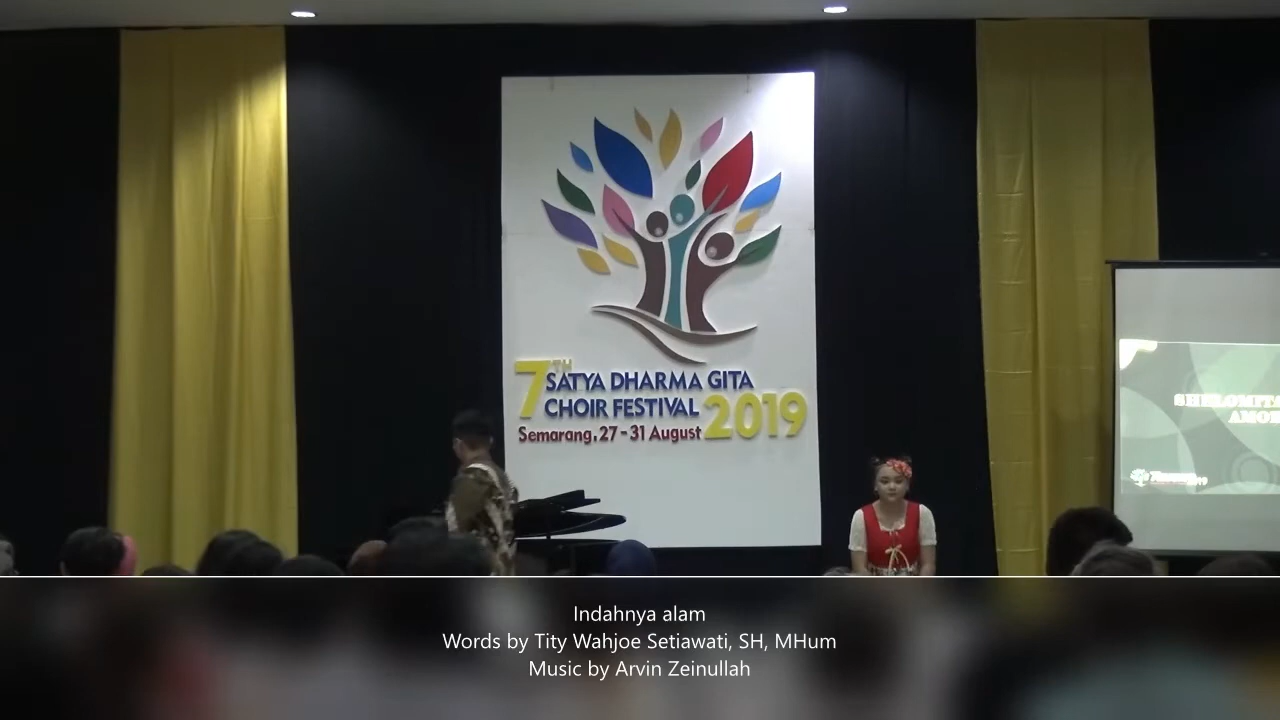 7TH SATYA DHARMA GITA
CHOIR FESTIVAL 2019
Semarang, 27 - 31 August
Indahnya alam
Words by Tity Wahjoe Setiawati, SH, MHum
Music by Arvin Zeinullah